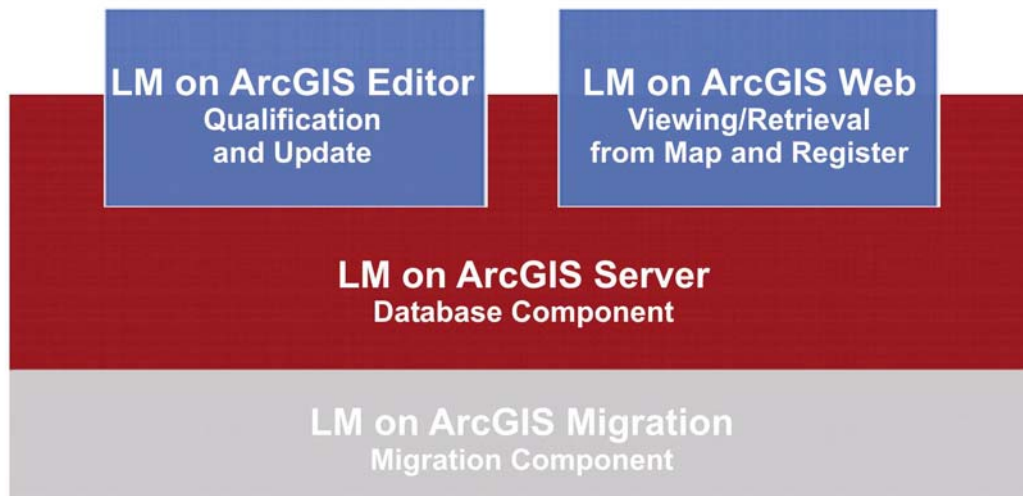 LM on ArcGIS Editor
Qualification
and Update
LM on ArcGIS Web
Viewing/Retrieval
from Map and Register
LM on ArcGIS Server
Database Component
LM on ArcGIS Migration
Migration Component